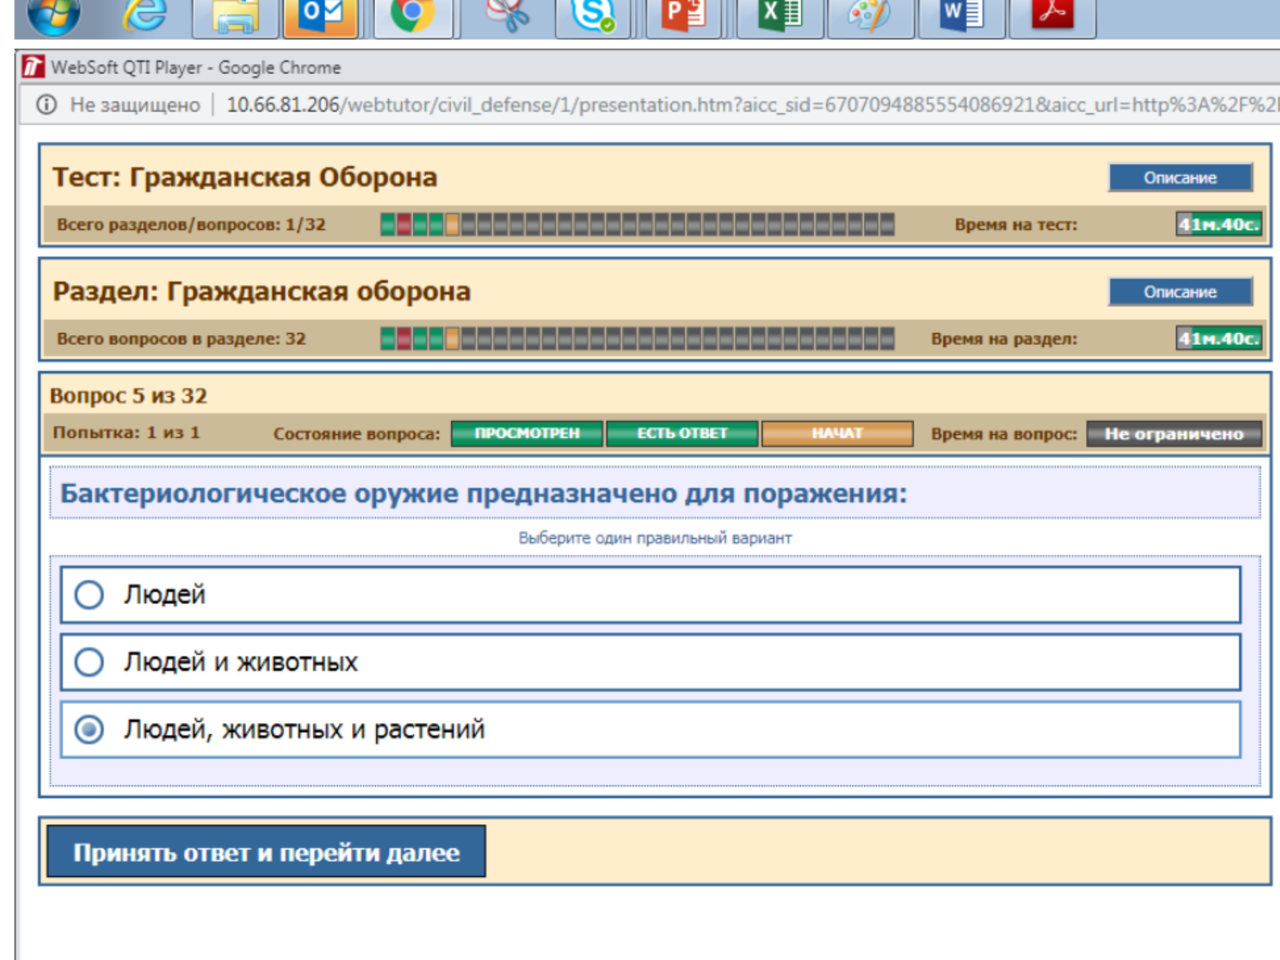 WebSoft QTI Player - Google Chrome
Не защищено | 10.66.81.206/webtutor/civil_defense/1/presentation.htm?aicc_sid=6707094885554086921&aicc_url=http%3A%2F%2
Тест: Гражданская Оборона
Описание
Всего разделов/вопросов: 1/32
Время на тест:
41м.40с.
Раздел: Гражданская оборона
Описание
Всего вопросов в разделе: 32
Время на раздел:
41м.40с.
Вопрос 5 из 32
Попытка: 1 из 1
Состояние вопроса:
ПРОСМОТРЕН
ЕСТЬ ОТВЕТ
НАЧАТ
Время на вопрос:
Не ограничено
Бактериологическое оружие предназначено для поражения:
Выберите один правильный вариант
Людей
Людей и животных
Людей, животных и растений
Принять ответ и перейти далее